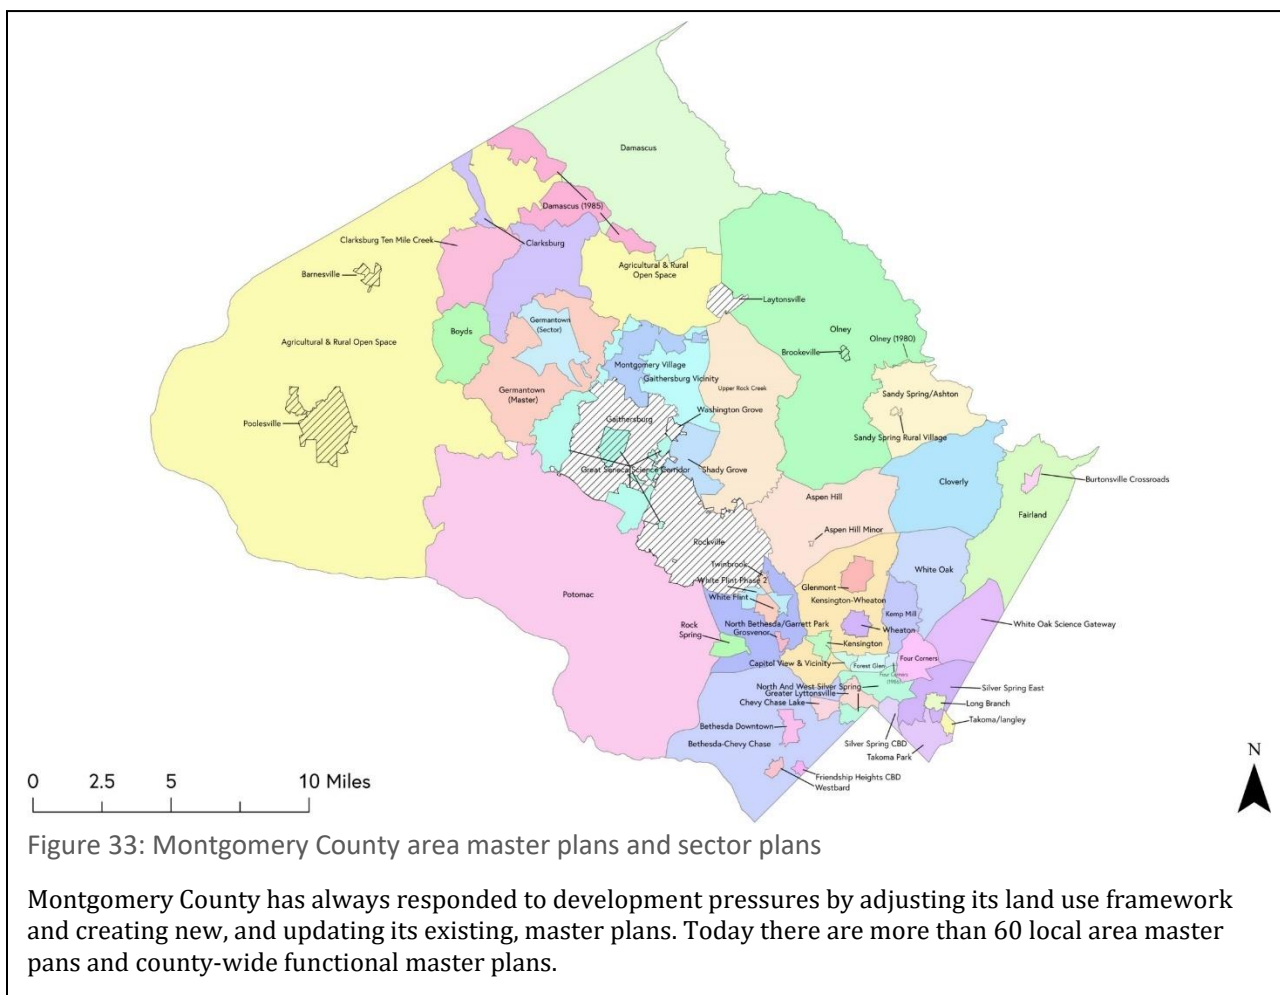 Damascus
Damascus (1985)
Clarksburg Ten Mile Creek
Clarksburg
Barnesville
Agricultural & Rural
Open Space
Laytonsville
Germantown
(Sector)
Boyds
Olney
Olney (1980)
Agricultural & Rural Open Space
Brookeville
Montgomery Village
Gaithersburg Vicinity
Upper Rock Creek
Germantown
(Master)
Sandy Spring/Ashton
Washington Grove
Gaithersburg
Poolesville
Sandy Spring Rural Village
Great Seneca Science Corridor
Shady Grove
Burtonsville Crossroads
Cloverly
Aspen Hill
Fairland
Aspen Hill Minor
Rockville
Twinbrook
White Oak
White Flint Phase 2
Glenmont
Potomac
White Flint
Kensington-Wheaton
Kemp Mill
Rock
Spring
North Bethesda/Garrett Park
White Oak Science Gateway
Grosvenor
Wheaton
Kensington
Capitol View & Vicinity
Forest Glen
Four Corners
Four Corners
(1986)
North And West Silver Spring
Silver Spring East
Greater Lyttonsville
Chevy Chase Lake
Long Branch
Bethesda Downtown
Takoma/langley
Bethesda-Chevy Chase
Silver Spring CBD
Takoma Park
Friendship Heights CBD
Westbard
N
0 2.5 5 10 Miles
Figure 33: Montgomery County area master plans and sector plans
Montgomery County has always responded to development pressures by adjusting its land use framework
and creating new, and updating its existing, master plans. Today there are more than 60 local area master
pans and county-wide functional master plans.